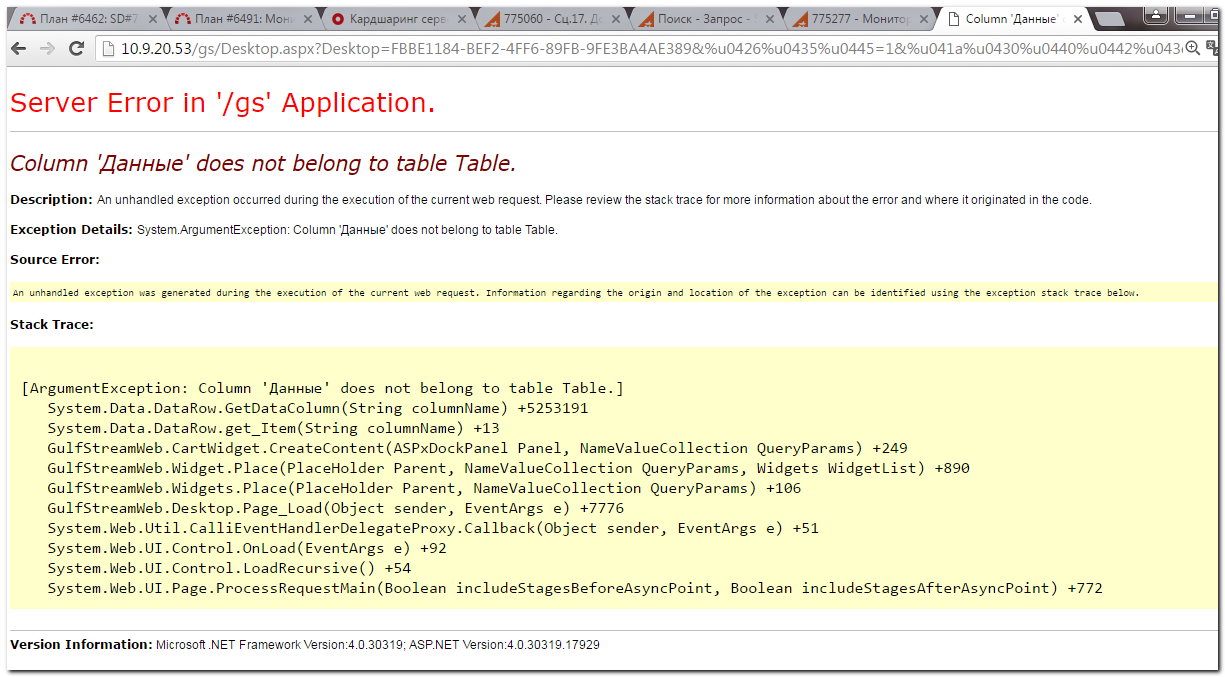 План #6462: SD#7
План #6491: Мони
Кардшаринг серв
775060 - Сц.17. До
Поиск - Запрос -
775277 - Монитор
Column 'Данные'
10.9.20.53/gs/Desktop.aspx?Desktop=FBBE1184-BEF2-4FF6-89FB-9FE3BA4AE389&%u0426%u0435%u0445=1&%u041a%u0430%u0440%u0442%u043
Server Error in '/gs' Application.
Column 'Данные' does not belong to table Table.
Description: An unhandled exception occurred during the execution of the current web request. Please review the stack trace for more information about the error and where it originated in the code.
Exception Details: System.ArgumentException: Column 'Данные' does not belong to table Table.
Source Error:
An unhandled exception was generated during the execution of the current web request. Information regarding the origin and location of the exception can be identified using the exception stack trace below.
Stack Trace:
[ArgumentException: Column 'Данные' does not belong to table Table.]
System.Data.DataRow.GetDataColumn(String columnName) +5253191
System.Data.DataRow.get_Item(String columnName) +13
GulfStreamWeb.CartWidget.CreateContent(ASPxDockPanel Panel, NameValueCollection QueryParams) +249
GulfStreamWeb.Widget.Place(PlaceHolder Parent, NameValueCollection QueryParams, Widgets WidgetList) +890
GulfStreamWeb.Widgets.Place(PlaceHolder Parent, NameValueCollection QueryParams) +106
GulfStreamWeb.Desktop.Page_Load(Object sender, EventArgs e) +7776
System.Web.Util.CalliEventHandlerDelegateProxy.Callback(Object sender, EventArgs e) +51
System.Web.UI.Control.OnLoad(EventArgs e) +92
System.Web.UI.Control.LoadRecursive() +54
System.Web.UI.Page.ProcessRequestMain(Boolean includeStagesBeforeAsyncPoint, Boolean includeStagesAfterAsyncPoint) +772
Version Information: Microsoft .NET Framework Version:4.0.30319; ASP.NET Version:4.0.30319.17929